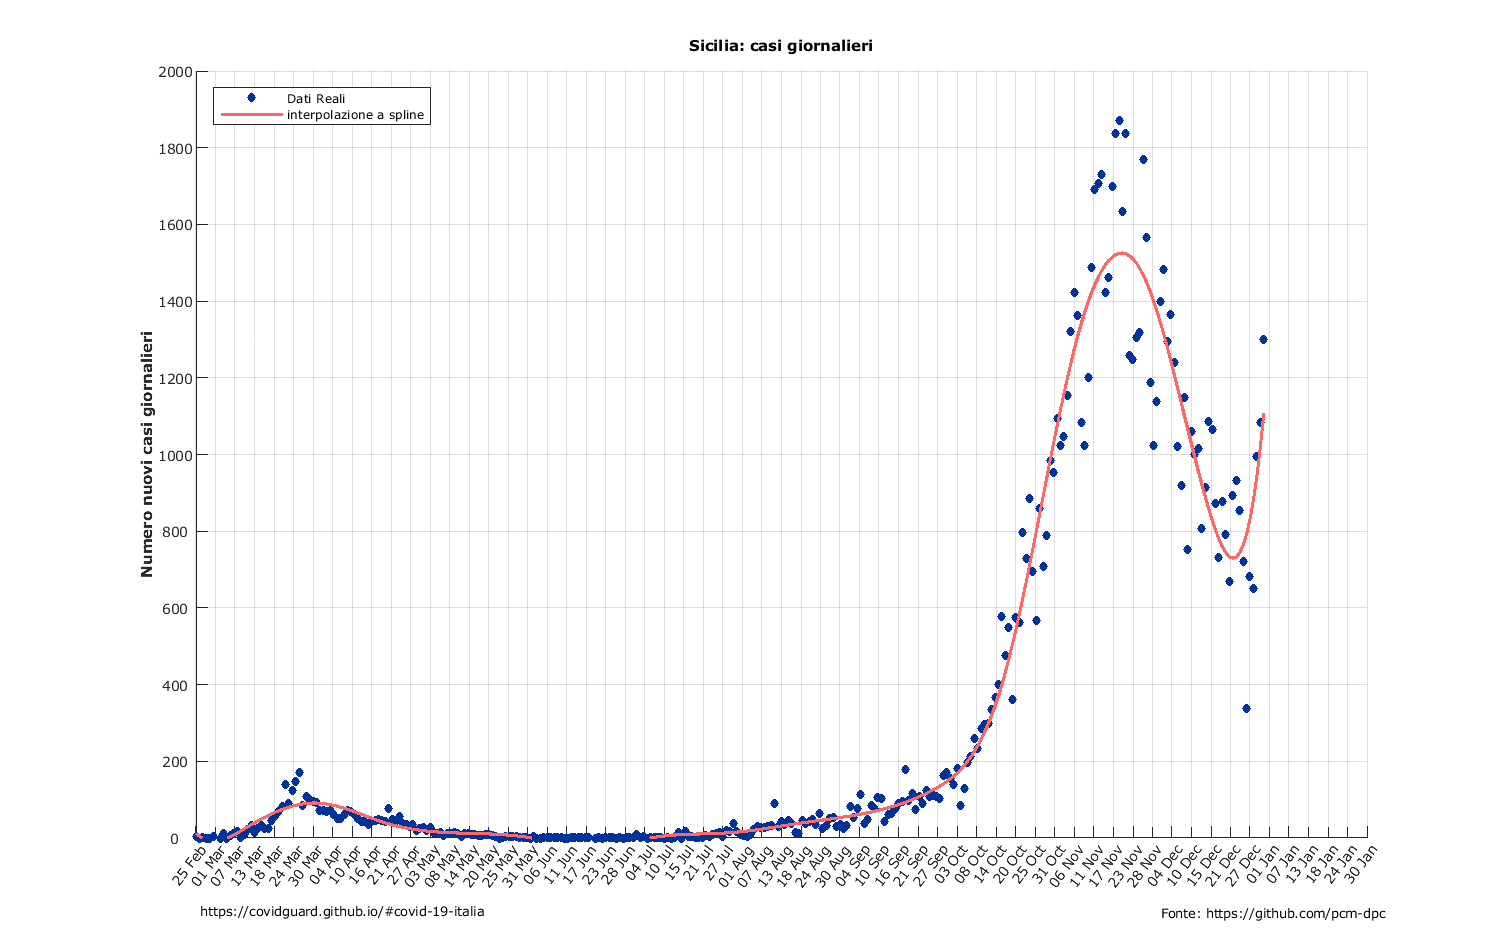 Sicilia: casi giornalieri
Dati Reali
interpolazione a spline
Numero nuovi casi giornalieri
2000
1800
1600
1400
1200
1000
800
600
400
200
0
25 Feb
01 Mar
07 Mar
13 Mar
18 Mar
24 Mar
30 Mar
04 Apr
10 Apr
16 Apr
21 Apr
27 Apr
03 May
08 May
14 May
20 May
25 May
31 May
06 Jun
11 Jun
17 Jun
23 Jun
28 Jun
04 Jul
10 Jul
15 Jul
21 Jul
27 Jul
01 Aug
07 Aug
13 Aug
18 Aug
24 Aug
30 Aug
04 Sep
10 Sep
16 Sep
21 Sep
27 Sep
03 Oct
08 Oct
14 Oct
20 Oct
25 Oct
31 Oct
06 Nov
11 Nov
17 Nov
23 Nov
28 Nov
04 Dec
10 Dec
15 Dec
21 Dec
27 Dec
01 Jan
07 Jan
13 Jan
18 Jan
24 Jan
30 Jan
https://covidguard.github.io/#covid-19-italia
Fonte: https://github.com/pcm-dpc